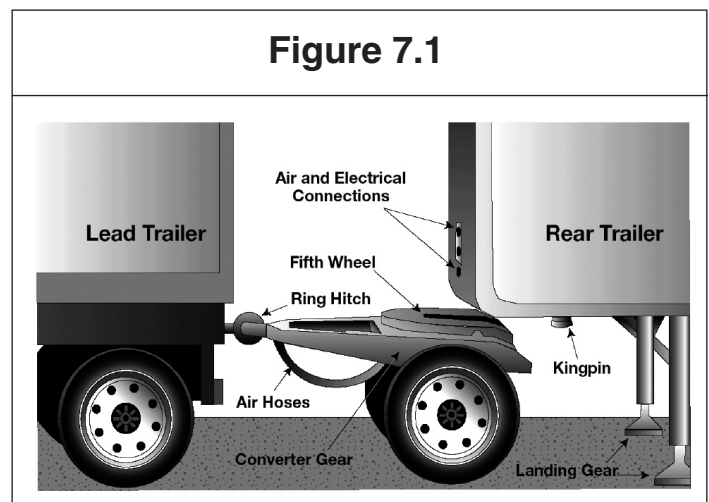 Figure 7.1
Air and Electrical
Connections
Lead Trailer
Rear Trailer
Fifth Wheel
Ring Hitch
Kingpin
Air Hoses
Converter Gear
Landing Gear